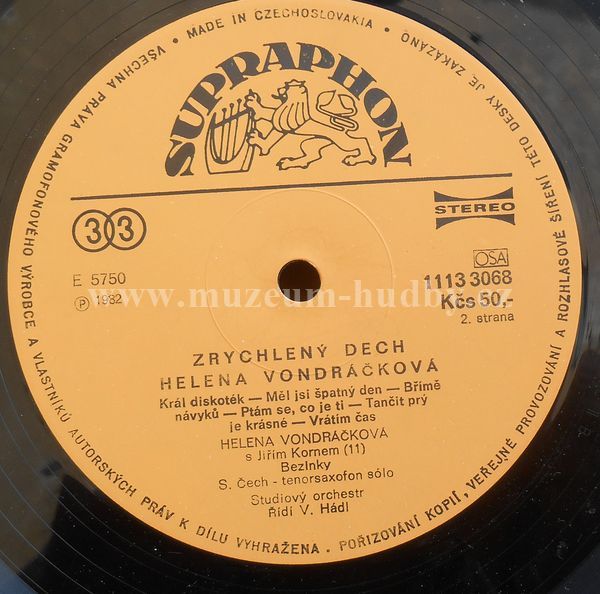 MADE IN CZECHOSLOVAKIA • VŠECHNA PRÁVA GRAMOFONOVÉHO VÝROBCE A VLASTNÍKŮ AUTORSKÝCH PRÁV K DÍLU VYHRAŽENA • POŘIZOVÁNÍ KOPIÍ, VEŘEJNÉ PROVOZOVÁNÍ A ROZHLASOVÉ ŠÍŘENÍ TÉTO DESKY JE ZAKÁZÁNO •
SUPRAPHON
33
STEREO
E 5750
Ⓟ 1982
OSA
1113 3068
Kčs 50,-
2. strana
www.muzeum-hudby.cz
ZRYCHLENÝ DECH
HELENA VONDRÁČKOVÁ
Král diskoték — Měl jsi špatný den — Břímě
návyků — Ptám se, co je ti — Tančit prý
je krásné — Vrátím čas
HELENA VONDRÁČKOVÁ
s Jiřím Kornem (11)
Bezinky
S. Čech - tenorsaxofon sólo
Studiový orchestr
Řídí V. Hádl